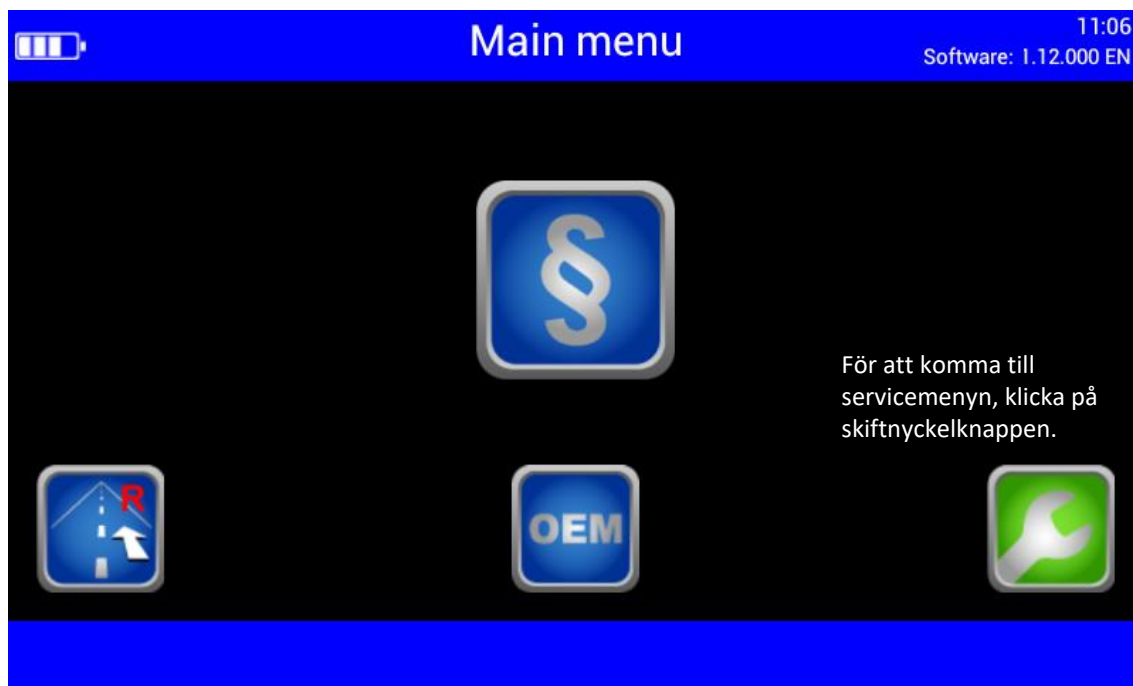 Main menu
11:06
Software: 1.12.000 EN
§
För att komma till
servicemenyn, klicka på
skiftnyckelknappen.
R
OEM